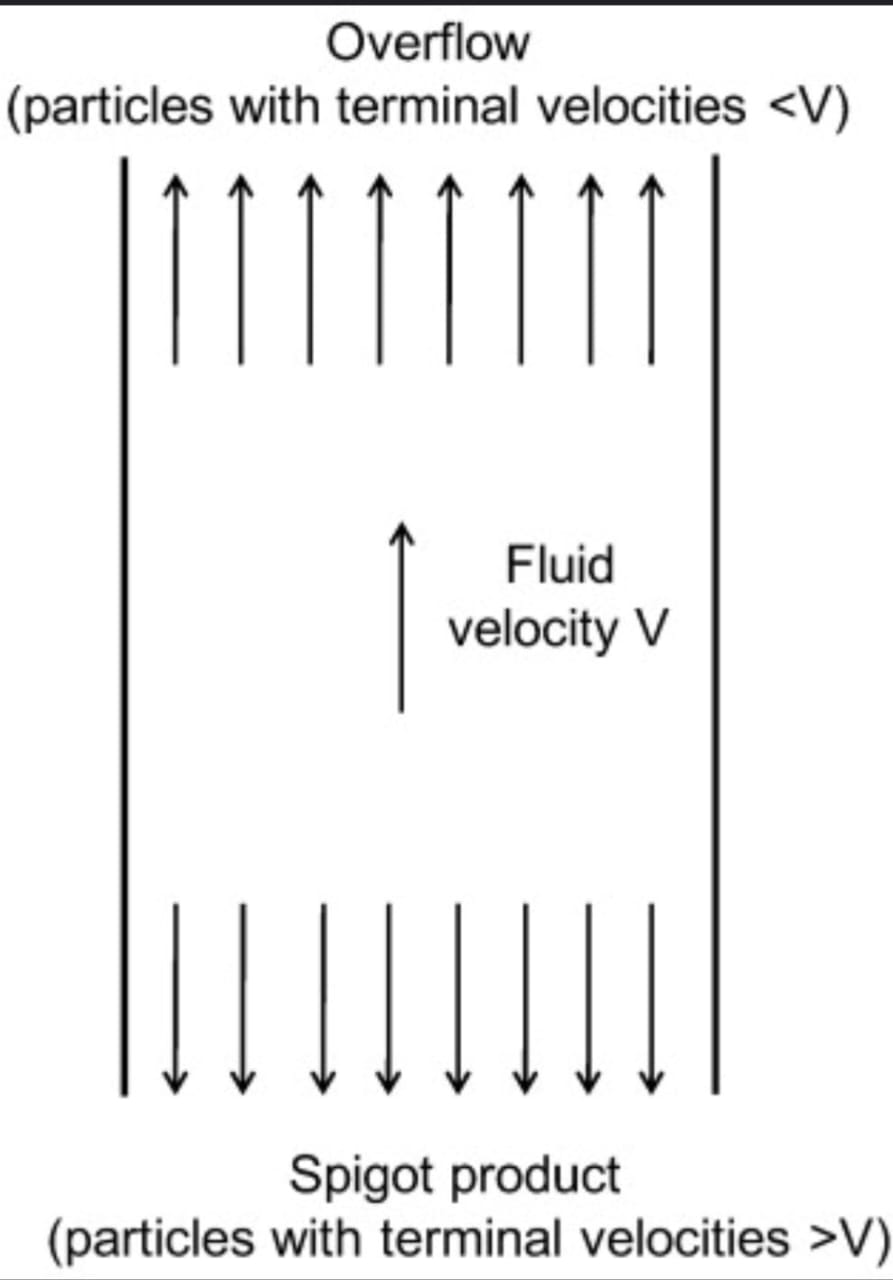 Overflow
(particles with terminal velocities <V)
Fluid
velocity V
Spigot product
(particles with terminal velocities >V)